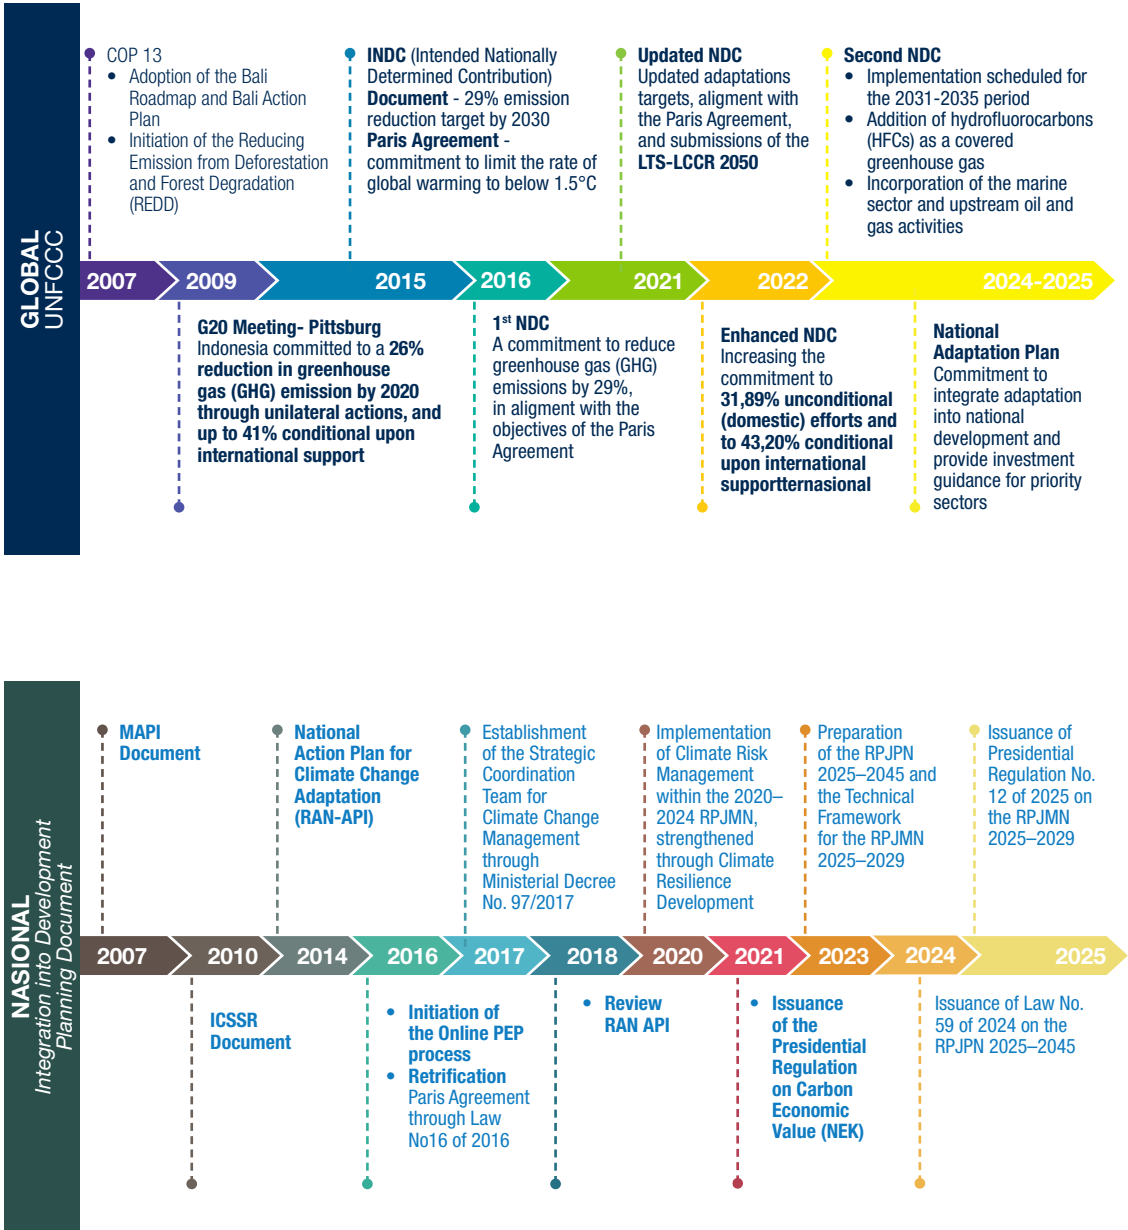 GLOBAL
UNFCCC
COP 13
• Adoption of the Bali
Roadmap and Bali Action
Plan
• Initiation of the Reducing
Emission from Deforestation
and Forest Degradation
(REDD)
INDC (Intended Nationally
Determined Contribution)
Document - 29% emission
reduction target by 2030
Paris Agreement -
commitment to limit the rate of
global warming to below 1.5°C
Updated NDC
Updated adaptations
targets, aligment with
the Paris Agreement,
and submissions of the
LTS-LCCR 2050
Second NDC
• Implementation scheduled for
the 2031-2035 period
• Addition of hydrofluorocarbons
(HFCs) as a covered
greenhouse gas
• Incorporation of the marine
sector and upstream oil and
gas activities
2007 2009 2015 2016 2021 2022 2024-2025
G20 Meeting- Pittsburg
Indonesia committed to a 26%
reduction in greenhouse
gas (GHG) emission by 2020
through unilateral actions, and
up to 41% conditional upon
international support
1st NDC
A commitment to reduce
greenhouse gas (GHG)
emissions by 29%,
in aligment with the
objectives of the Paris
Agreement
Enhanced NDC
Increasing the
commitment to
31,89% unconditional
(domestic) efforts and
to 43,20% conditional
upon international
supportternasional
National
Adaptation Plan
Commitment to
integrate adaptation
into national
development and
provide investment
guidance for priority
sectors
NASIONAL
Integration into Development
Planning Document
MAPI
Document
National
Action Plan for
Climate Change
Adaptation
(RAN-API)
Establishment
of the Strategic
Coordination
Team for
Climate Change
Management
through
Ministerial Decree
No. 97/2017
Implementation
of Climate Risk
Management
within the 2020–
2024 RPJMN,
strengthened
through Climate
Resilience
Development
Preparation
of the RPJPN
2025–2045 and
the Technical
Framework
for the RPJMN
2025–2029
Issuance of
Presidential
Regulation No.
12 of 2025 on
the RPJMN
2025–2029
2007 2010 2014 2016 2017 2018 2020 2021 2023 2024 2025
ICSSR
Document
• Initiation of
the Online PEP
process
• Retrification
Paris Agreement
through Law
No16 of 2016
• Review
RAN API
• Issuance
of the
Presidential
Regulation
on Carbon
Economic
Value (NEK)
Issuance of Law No.
59 of 2024 on the
RPJPN 2025–2045